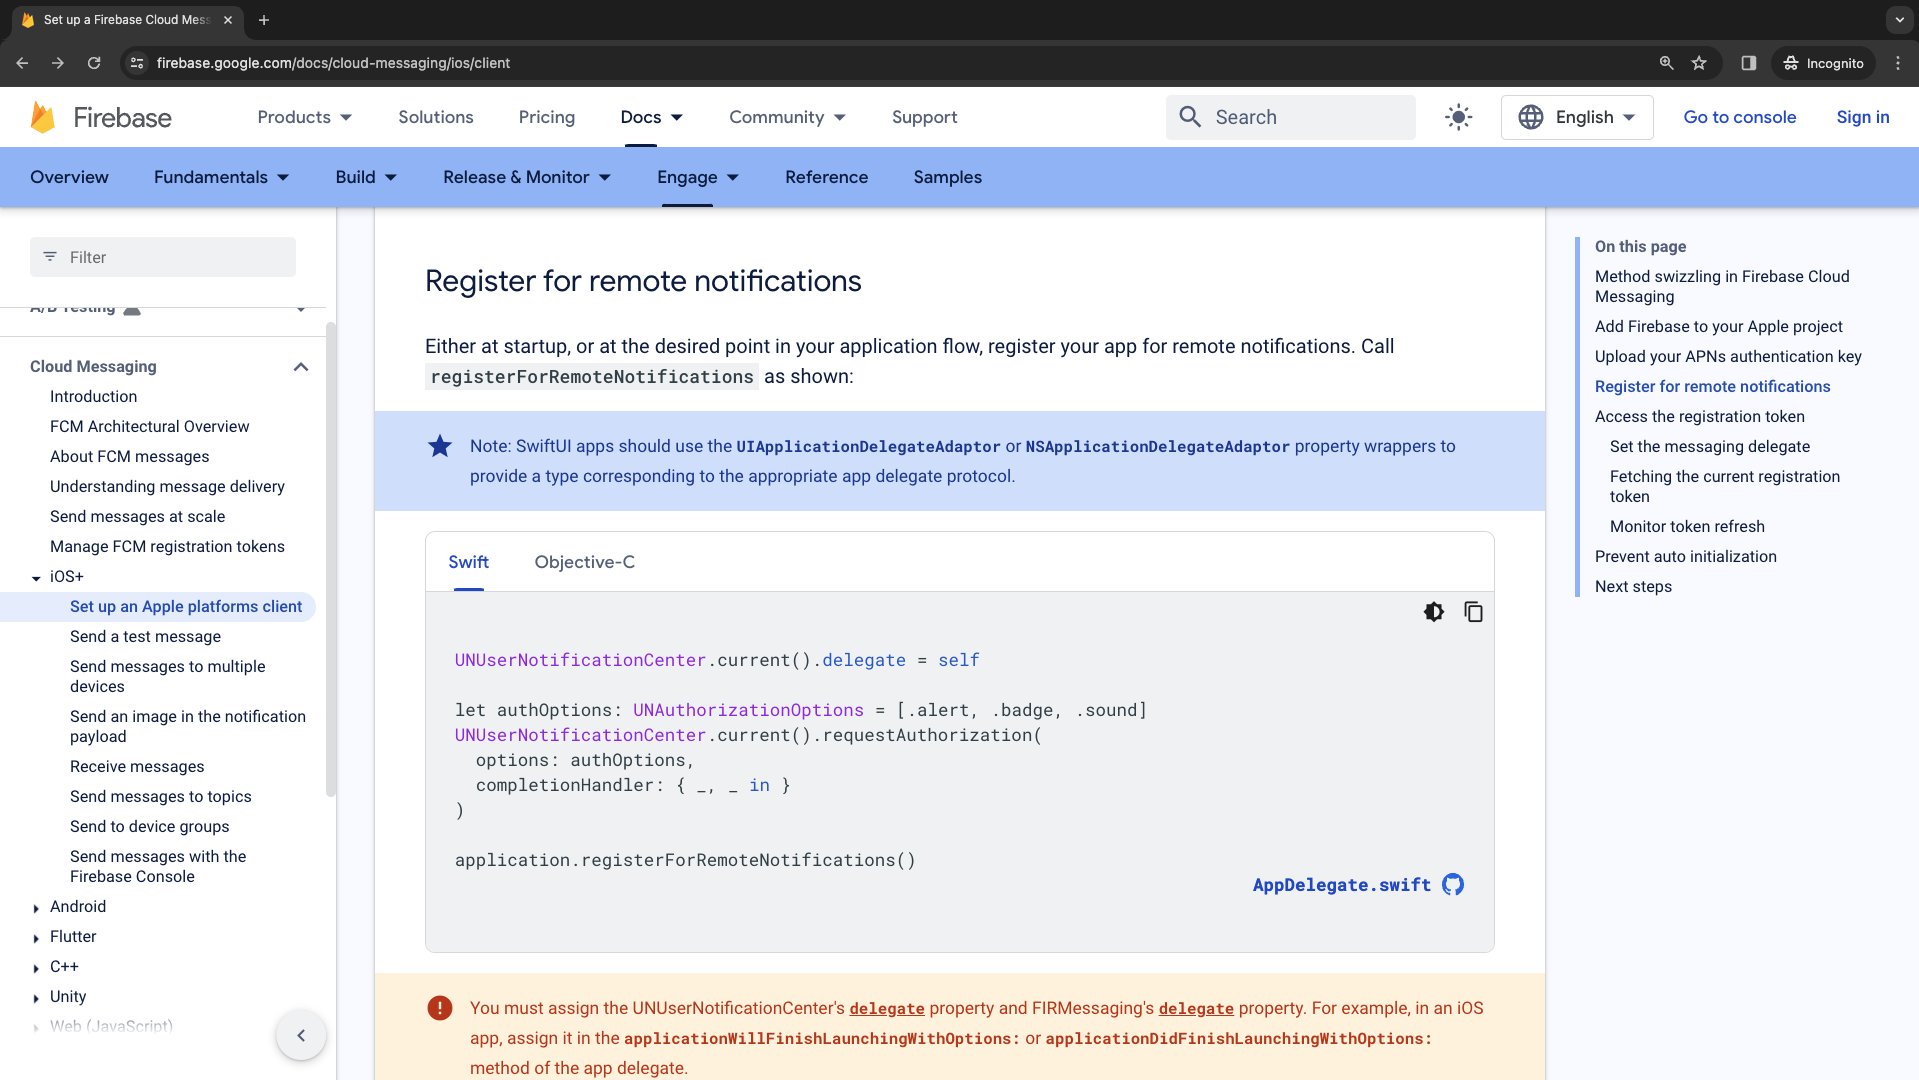 Set up a Firebase Cloud Mess
firebase.google.com/docs/cloud-messaging/ios/client
Incognito
Firebase
Products
Solutions
Pricing
Docs
Community
Support
Search
English
Go to console
Sign in
Overview
Fundamentals
Build
Release & Monitor
Engage
Reference
Samples
Filter
A/B Testing
Cloud Messaging
Introduction
FCM Architectural Overview
About FCM messages
Understanding message delivery
Send messages at scale
Manage FCM registration tokens
iOS+
Set up an Apple platforms client
Send a test message
Send messages to multiple
devices
Send an image in the notification
payload
Receive messages
Send messages to topics
Send to device groups
Send messages with the
Firebase Console
Android
Flutter
C++
Unity
Web (JavaScript)
Register for remote notifications
Either at startup, or at the desired point in your application flow, register your app for remote notifications. Call
registerForRemoteNotifications as shown:
Note: SwiftUI apps should use the UIApplicationDelegateAdaptor or NSApplicationDelegateAdaptor property wrappers to
provide a type corresponding to the appropriate app delegate protocol.
Swift
Objective-C
UNUserNotificationCenter.current().delegate = self
let authOptions: UNAuthorizationOptions = [.alert, .badge, .sound]
UNUserNotificationCenter.current().requestAuthorization(
options: authOptions,
completionHandler: { _, _ in }
)
application.registerForRemoteNotifications()
AppDelegate.swift
You must assign the UNUserNotificationCenter's delegate property and FIRMessaging's delegate property. For example, in an iOS
app, assign it in the applicationWillFinishLaunchingWithOptions: or applicationDidFinishLaunchingWithOptions:
method of the app delegate.
On this page
Method swizzling in Firebase Cloud
Messaging
Add Firebase to your Apple project
Upload your APNs authentication key
Register for remote notifications
Access the registration token
Set the messaging delegate
Fetching the current registration
token
Monitor token refresh
Prevent auto initialization
Next steps